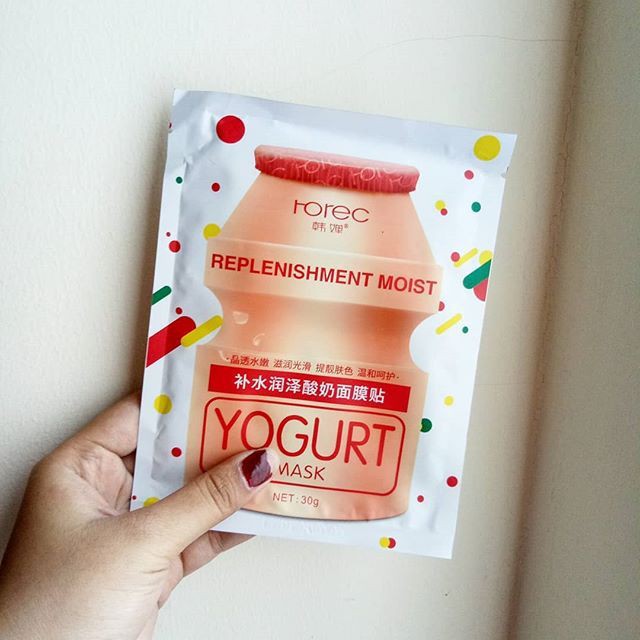 rorec
韩婵®
REPLENISHMENT MOIST
·晶透水嫩 滋润光滑 提靓肤色 温和呵护·
补水润泽酸奶面膜贴
YOGURT
MASK
NET:30g